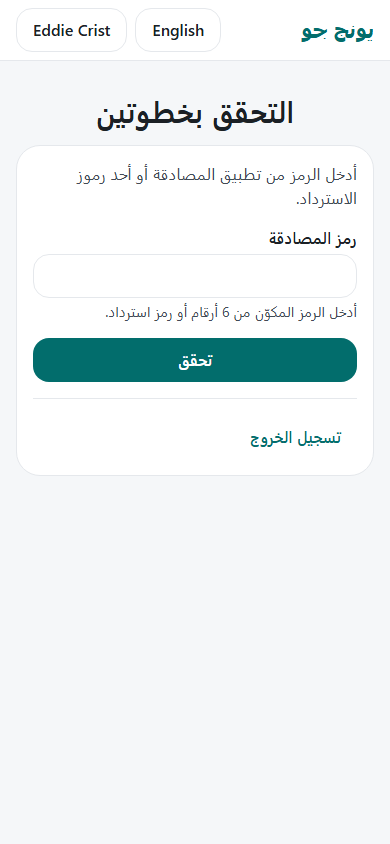 يونج جو
English
Eddie Crist
التحقق بخطوتين
أدخل الرمز من تطبيق المصادقة أو أحد رموز
الاسترداد.
رمز المصادقة
أدخل الرمز المكوّن من 6 أرقام أو رمز استرداد.
تحقق
تسجيل الخروج